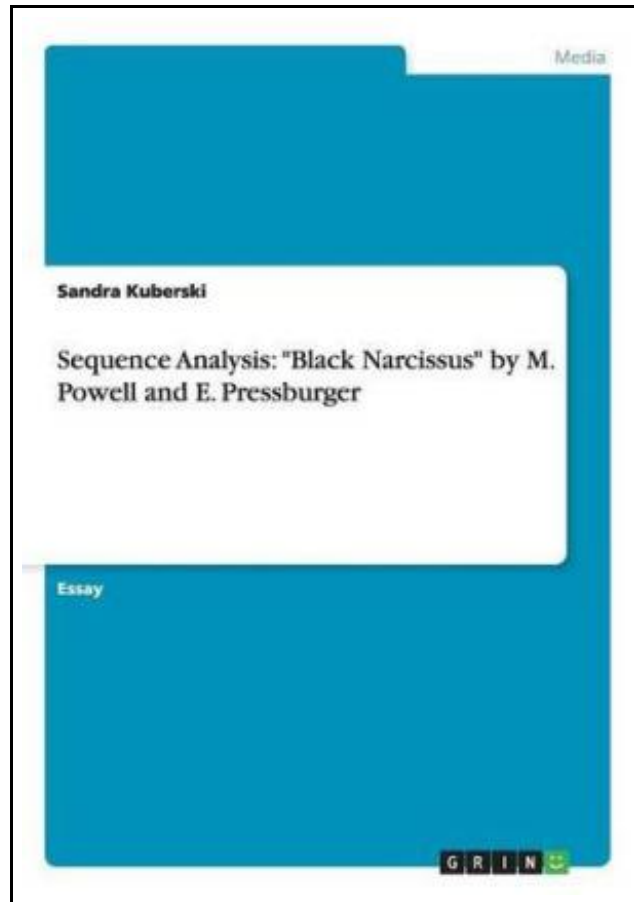 Media
Sandra Kuberski
Sequence Analysis: "Black Narcissus" by M.
Powell and E. Pressburger
Essay
GRIN